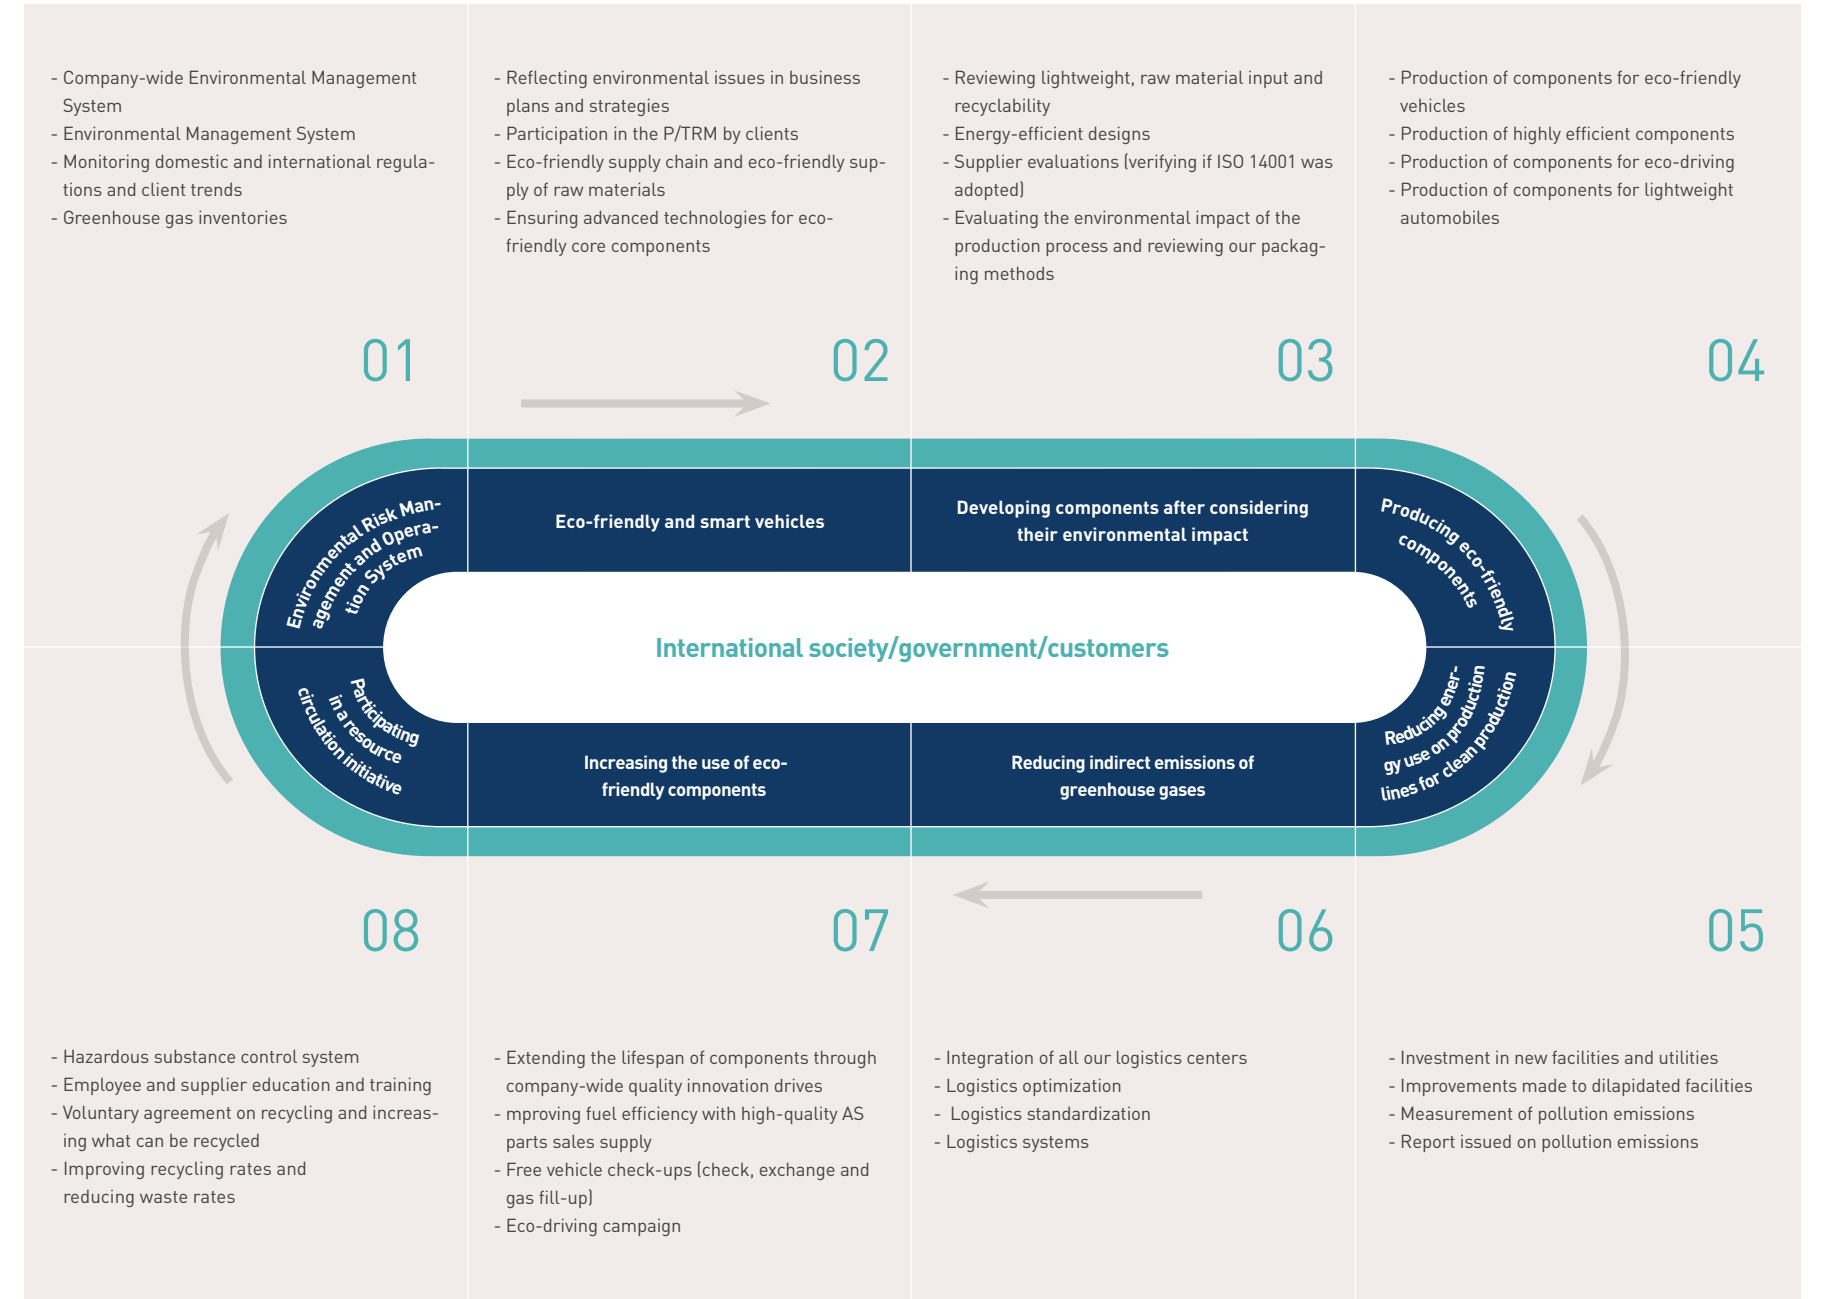 - Company-wide Environmental Management
System
- Environmental Management System
- Monitoring domestic and international regula-
tions and client trends
- Greenhouse gas inventories
01
- Reflecting environmental issues in business
plans and strategies
- Participation in the P/TRM by clients
- Eco-friendly supply chain and eco-friendly sup-
ply of raw materials
- Ensuring advanced technologies for eco-
friendly core components
02
- Reviewing lightweight, raw material input and
recyclability
- Energy-efficient designs
- Supplier evaluations (verifying if ISO 14001 was
adopted)
- Evaluating the environmental impact of the
production process and reviewing our packag-
ing methods
03
- Production of components for eco-friendly
vehicles
- Production of highly efficient components
- Production of components for eco-driving
- Production of components for lightweight
automobiles
04
Environmental Risk Man-
agement and Opera-
tion System
Eco-friendly and smart vehicles
Developing components after considering
their environmental impact
Producing eco-friendly
components
International society/government/customers
Participating
in a resource
circulation initiative
Increasing the use of eco-
friendly components
Reducing indirect emissions of
greenhouse gases
Reducing ener-
gy use on production
lines for clean production
08
- Hazardous substance control system
- Employee and supplier education and training
- Voluntary agreement on recycling and increas-
ing what can be recycled
- Improving recycling rates and
reducing waste rates
07
- Extending the lifespan of components through
company-wide quality innovation drives
- mproving fuel efficiency with high-quality AS
parts sales supply
- Free vehicle check-ups (check, exchange and
gas fill-up)
- Eco-driving campaign
06
- Integration of all our logistics centers
- Logistics optimization
- Logistics standardization
- Logistics systems
05
- Investment in new facilities and utilities
- Improvements made to dilapidated facilities
- Measurement of pollution emissions
- Report issued on pollution emissions